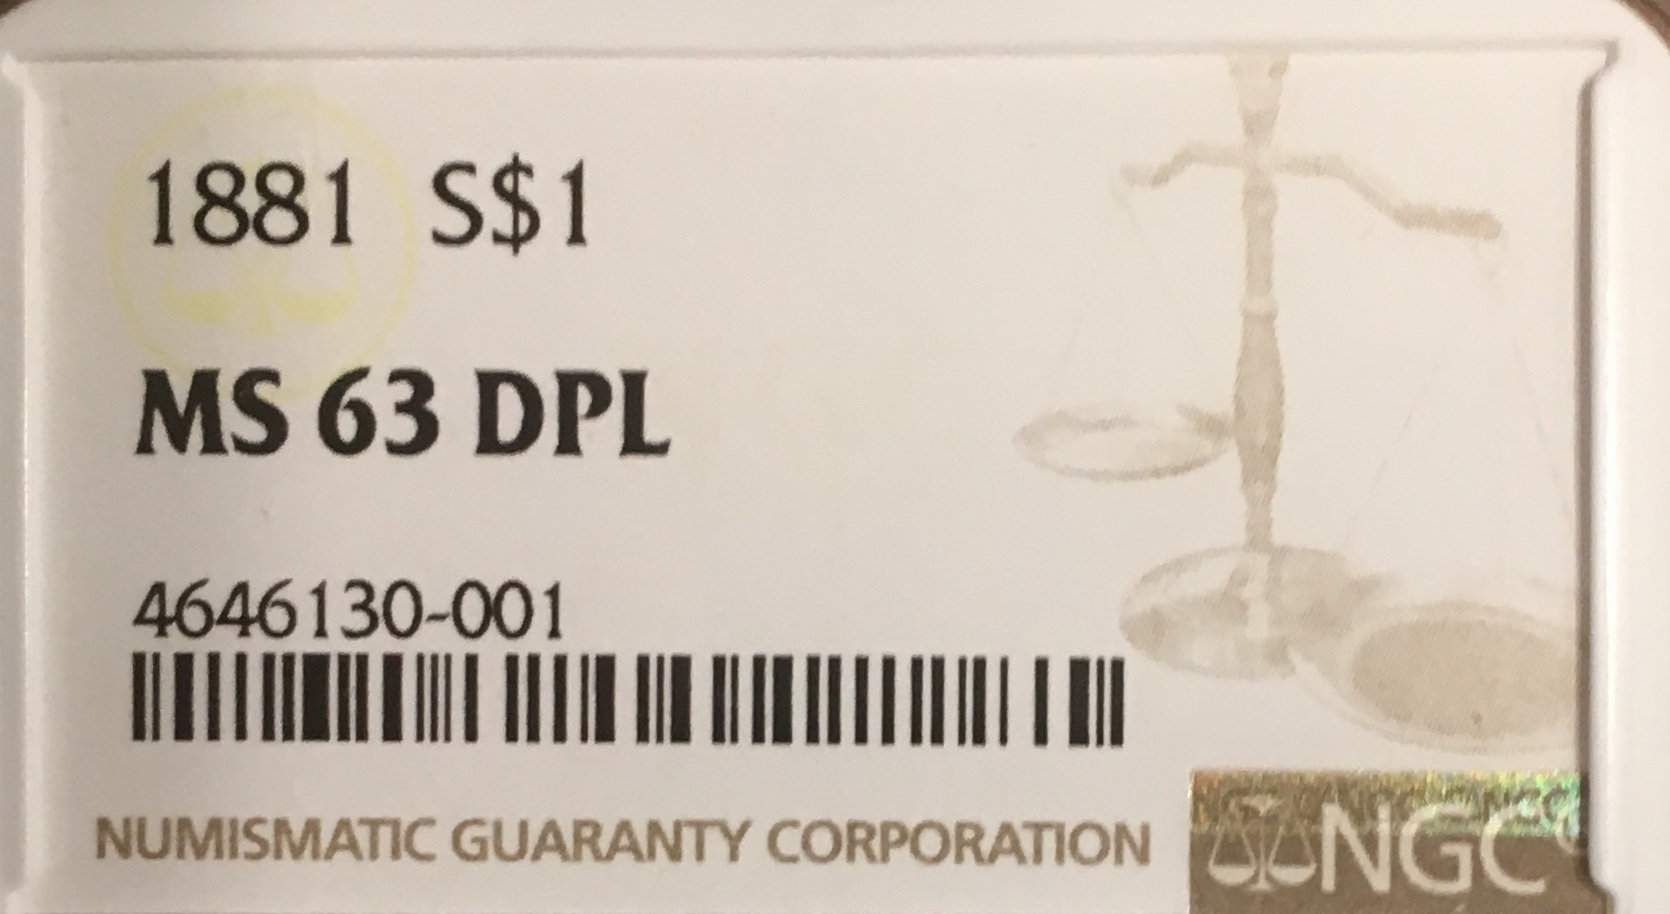 1881 S$1
MS 63 DPL
4646130-001
NUMISMATIC GUARANTY CORPORATION
NGC